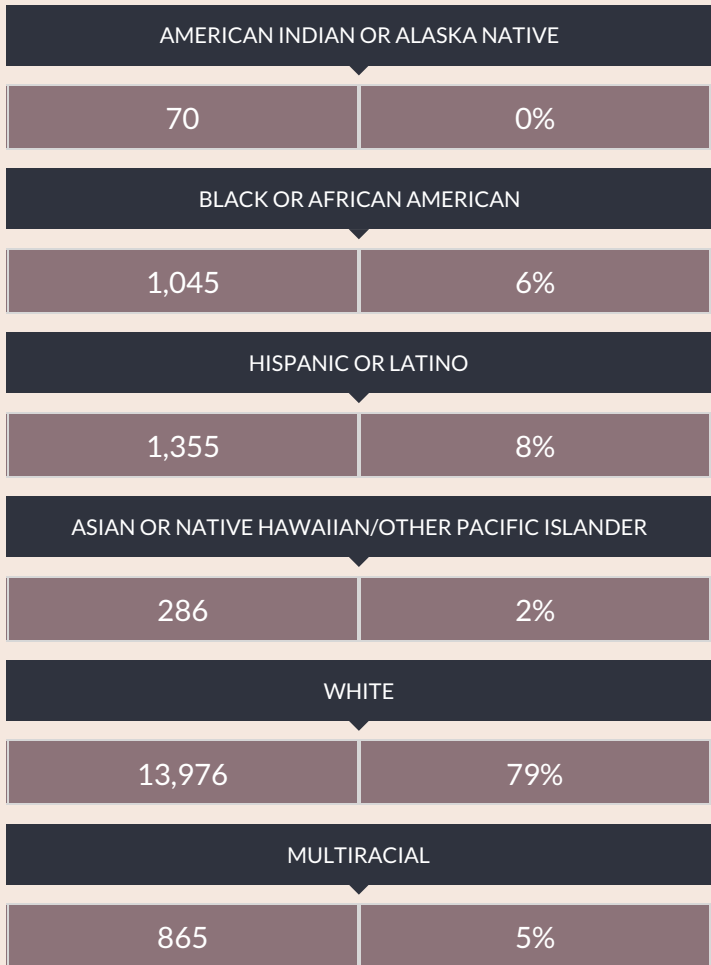 AMERICAN INDIAN OR ALASKA NATIVE
70 0%
BLACK OR AFRICAN AMERICAN
1,045 6%
HISPANIC OR LATINO
1,355 8%
ASIAN OR NATIVE HAWAIIAN/OTHER PACIFIC ISLANDER
286 2%
WHITE
13,976 79%
MULTIRACIAL
865 5%